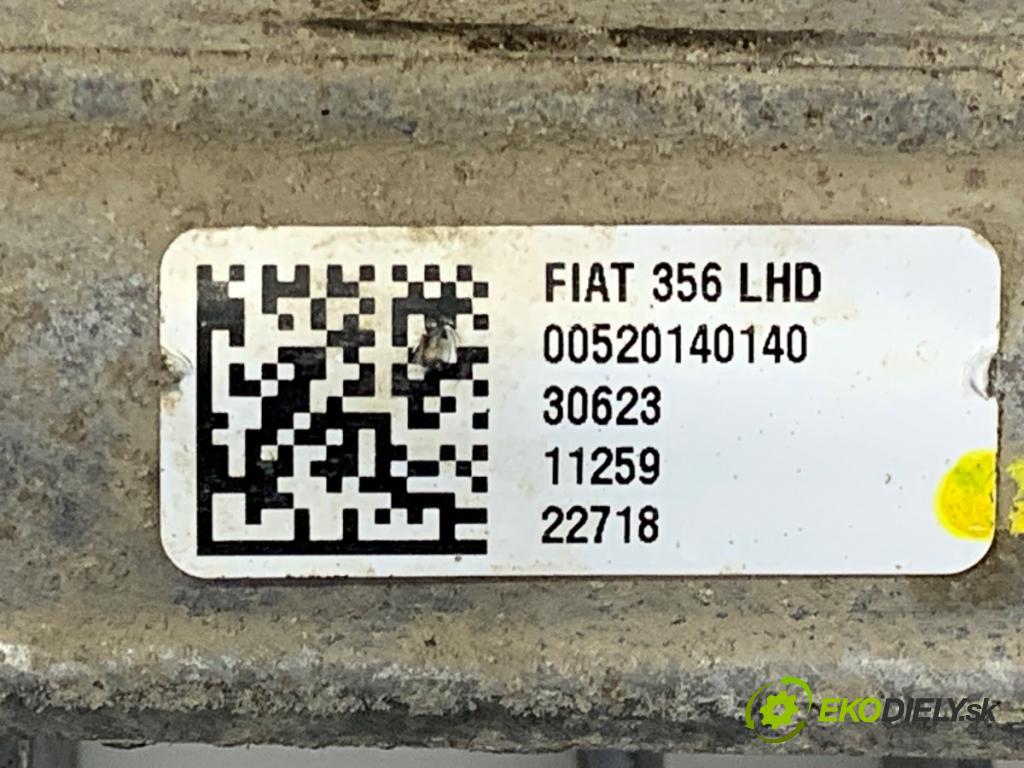 FIAT 356 LHD
00520140140
30623
11259
22718
EKODIELY.sk